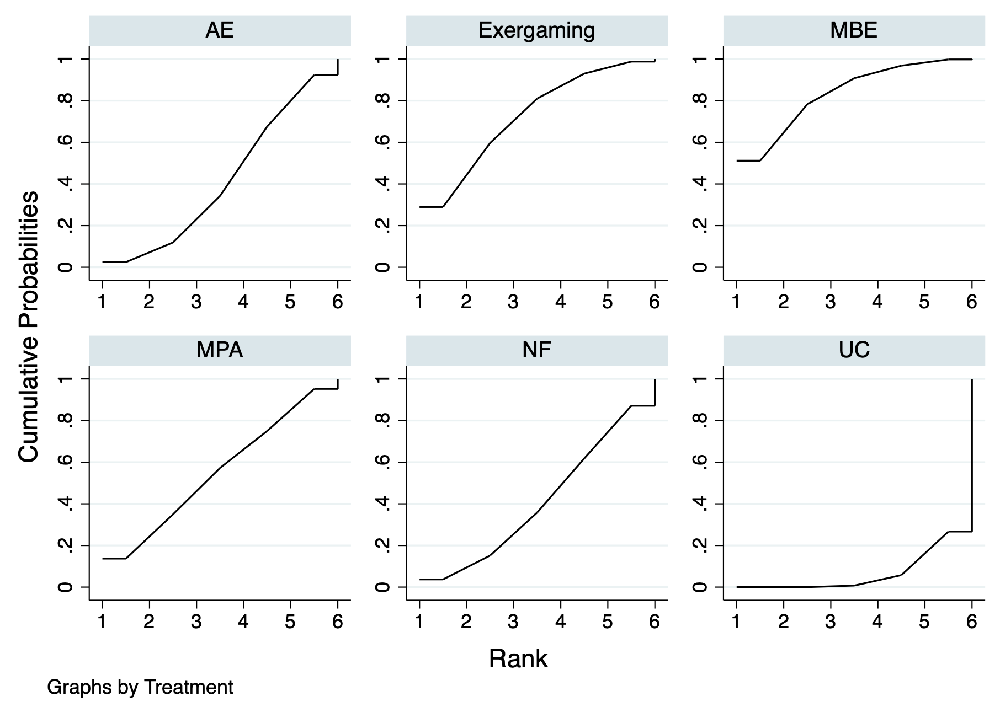 AE Exergaming MBE
1 1 1
.8 .8 .8
.6 .6 .6
.4 .4 .4
.2 .2 .2
0 0 0
1 2 3 4 5 6 1 2 3 4 5 6 1 2 3 4 5 6
Cumulative Probabilities
MPA NF UC
1 1 1
.8 .8 .8
.6 .6 .6
.4 .4 .4
.2 .2 .2
0 0 0
1 2 3 4 5 6 1 2 3 4 5 6 1 2 3 4 5 6
Rank
Graphs by Treatment